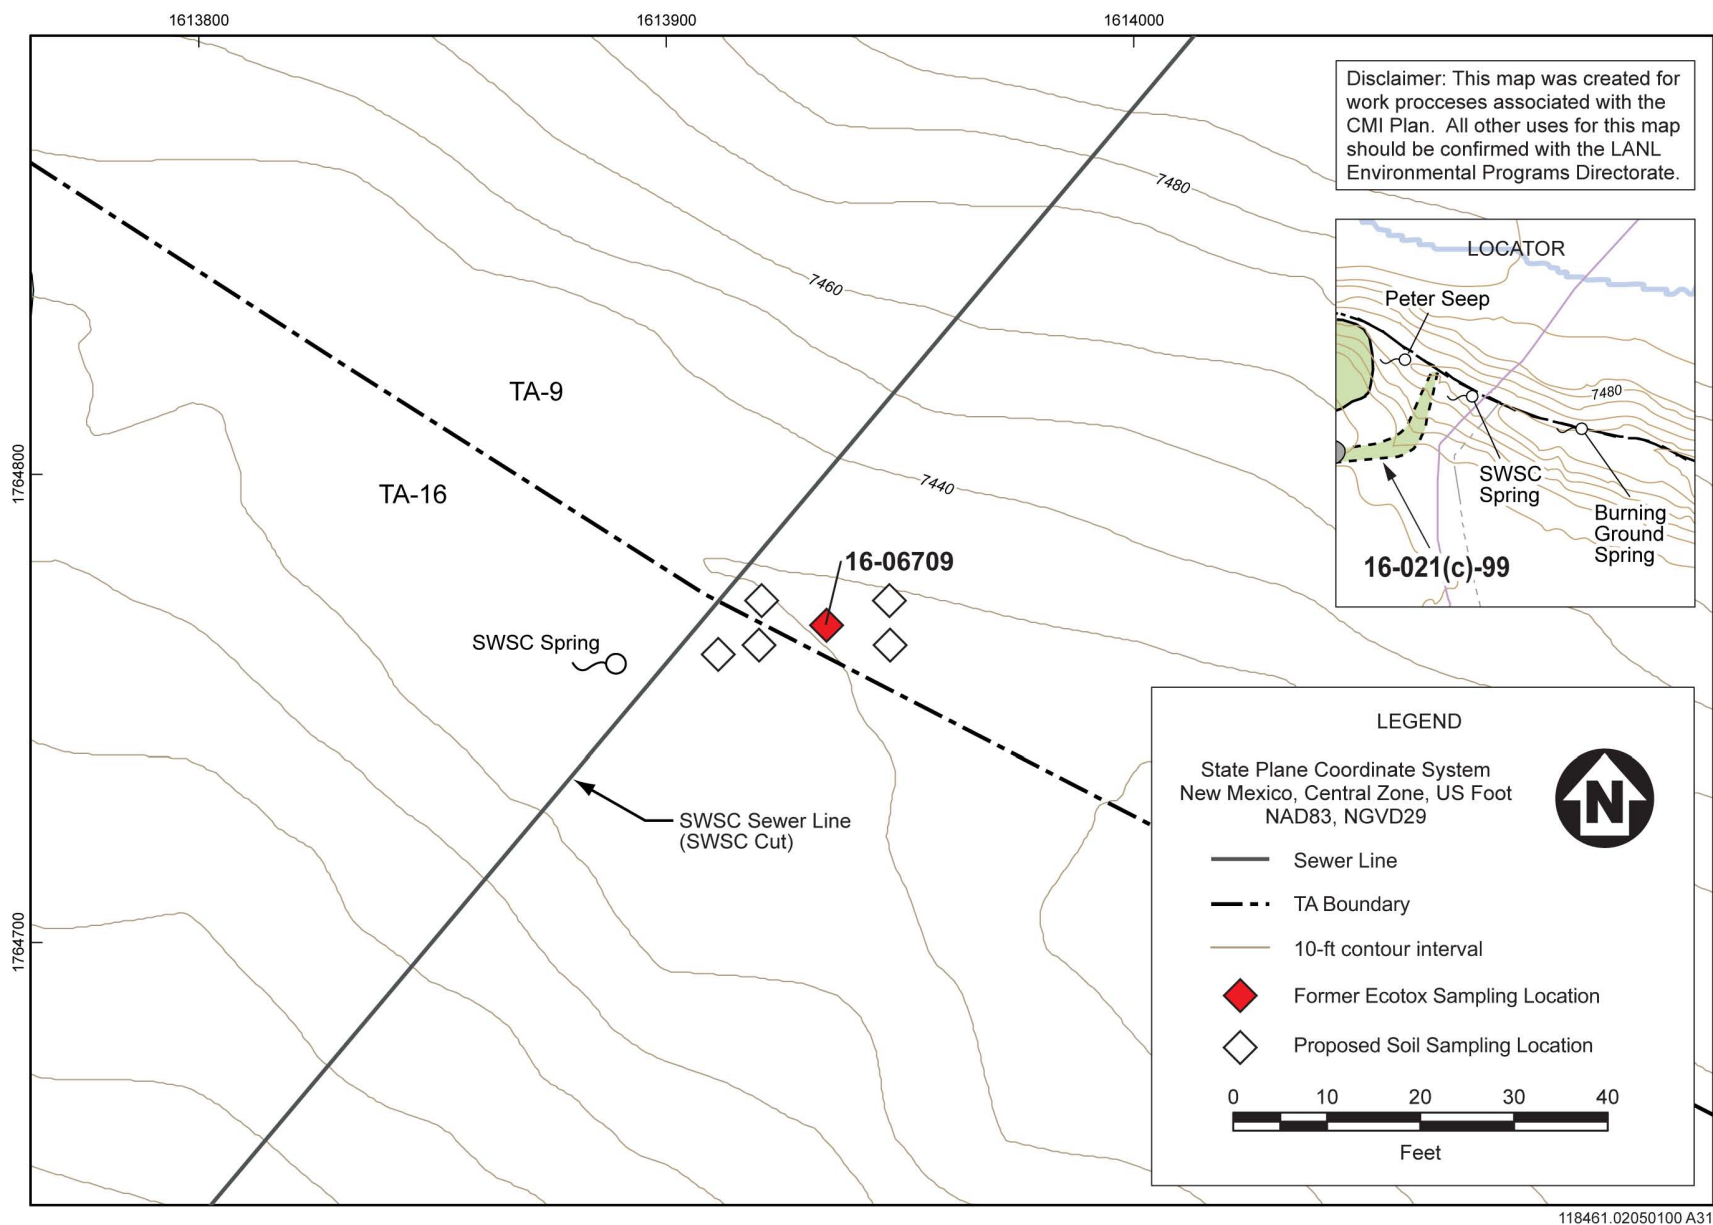 1613800
1613900
1614000
Disclaimer: This map was created for
work procceses associated with the
CMI Plan. All other uses for this map
should be confirmed with the LANL
Environmental Programs Directorate.
7480
LOCATOR
7460
Peter Seep
TA-9
7480
1764800
TA-16
7440
SWSC
Spring
Burning
Ground
Spring
16-06709
16-021(c)-99
SWSC Spring
LEGEND
State Plane Coordinate System
New Mexico, Central Zone, US Foot
NAD83, NGVD29
N
SWSC Sewer Line
(SWSC Cut)
Sewer Line
TA Boundary
1764700
10-ft contour interval
Former Ecotox Sampling Location
Proposed Soil Sampling Location
0 10 20 30 40
Feet
118461.02050100 A31